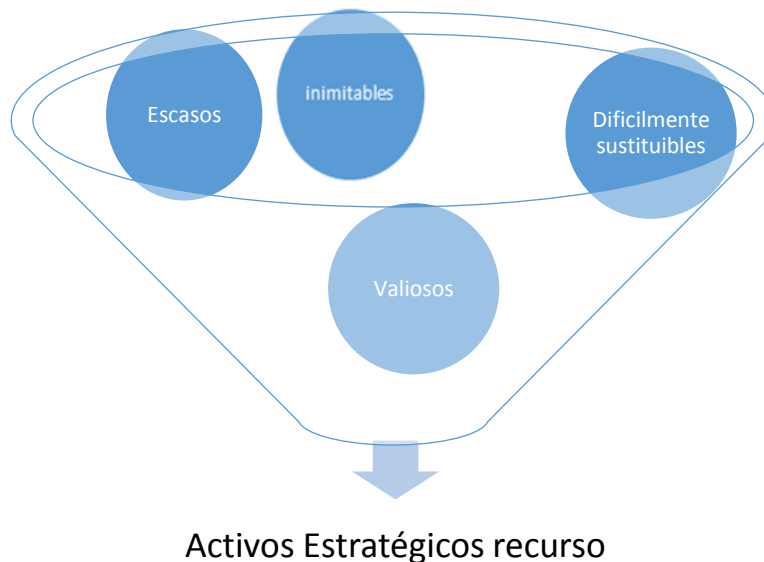 Escasos
inimitables
Dificilmente
sustituibles
Valiosos
Activos Estratégicos recurso